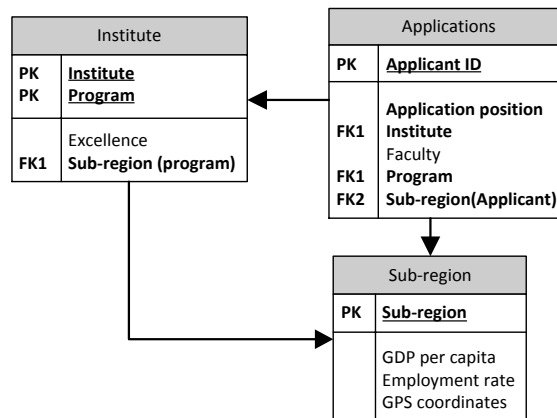 Institute
PK Institute
PK Program
Excellence
FK1 Sub-region (program)
Applications
PK Applicant ID
Application position
FK1 Institute
Faculty
FK1 Program
FK2 Sub-region(Applicant)
Sub-region
PK Sub-region
GDP per capita
Employment rate
GPS coordinates